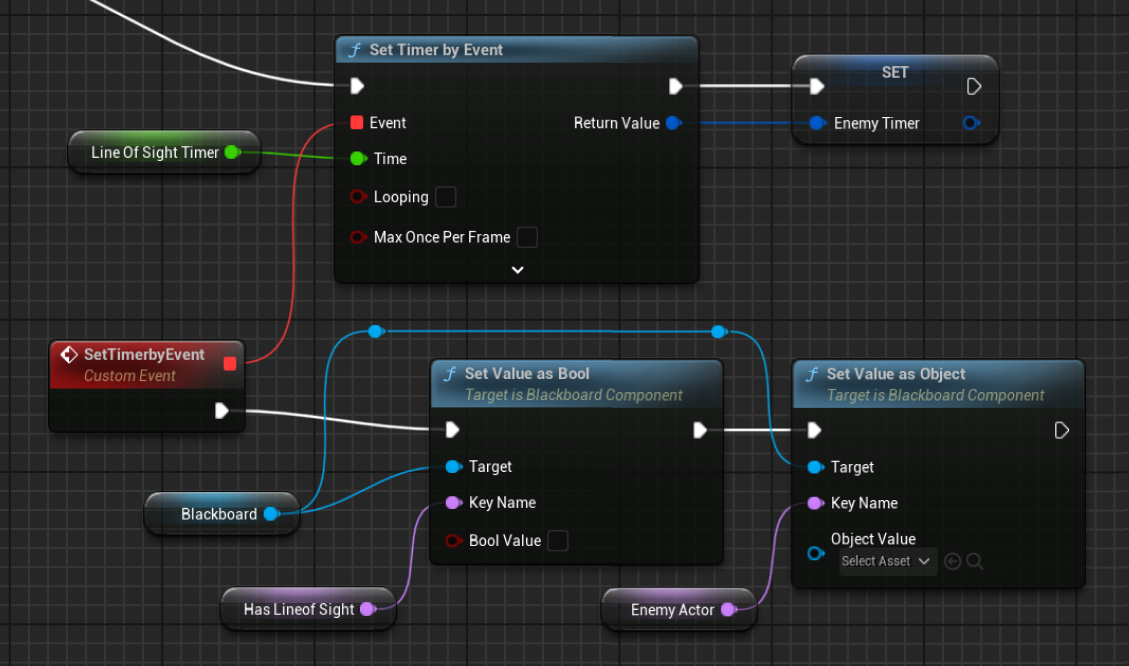 Set Timer by Event
SET
Event
Return Value
Enemy Timer
Line Of Sight Timer
Time
Looping
Max Once Per Frame
SetTimerbyEvent
Custom Event
Set Value as Bool
Target is Blackboard Component
Set Value as Object
Target is Blackboard Component
Target
Target
Key Name
Key Name
Blackboard
Bool Value
Object Value
Select Asset
Has Lineof Sight
Enemy Actor